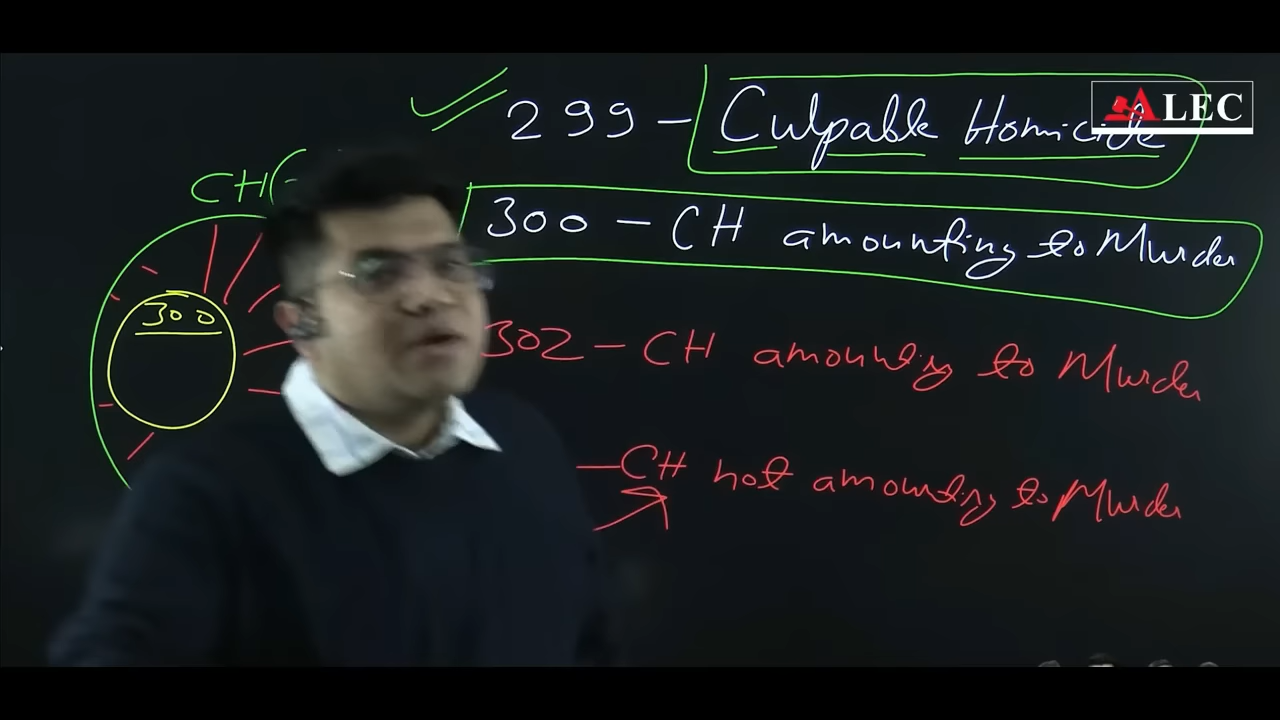 ALEC
299 - Culpable Homicide
CH(
300 - CH amounting to Murder
300
302 - CH amounting to Murder
- CH not amounting to Murder